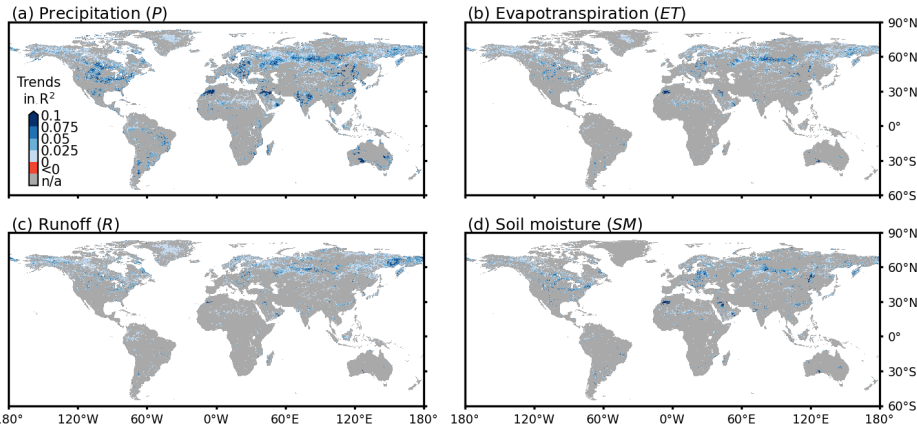 (a) Precipitation (P)
(b) Evapotranspiration (ET)
90°N
60°N
30°N
0°
30°S
60°S
Trends
in R²
0.1
0.075
0.05
0.025
0
<0
n/a
(c) Runoff (R)
(d) Soil moisture (SM)
90°N
60°N
30°N
0°
30°S
60°S
180° 120°W 60°W 0°W 60°E 120°E 180° 120°W 60°W 0°W 60°E 120°E 180°